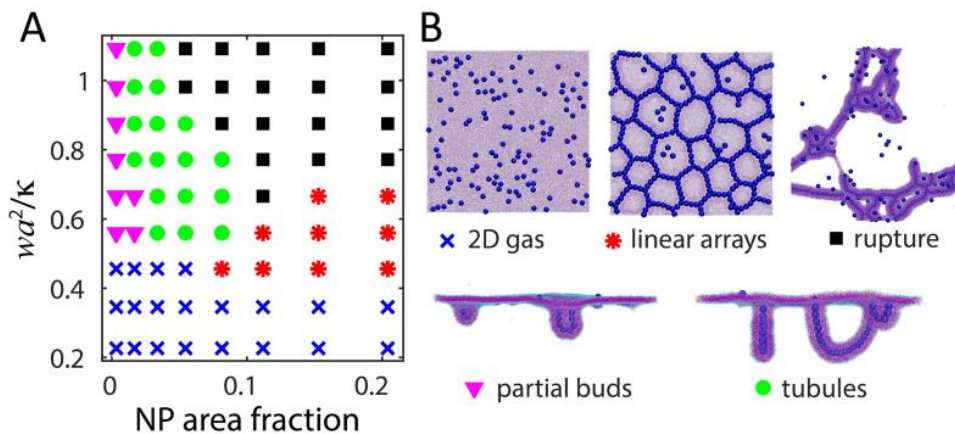 A
wa²/κ
1
0.8
0.6
0.4
0.2
0
0.1
0.2
NP area fraction
B
2D gas
linear arrays
rupture
partial buds
tubules